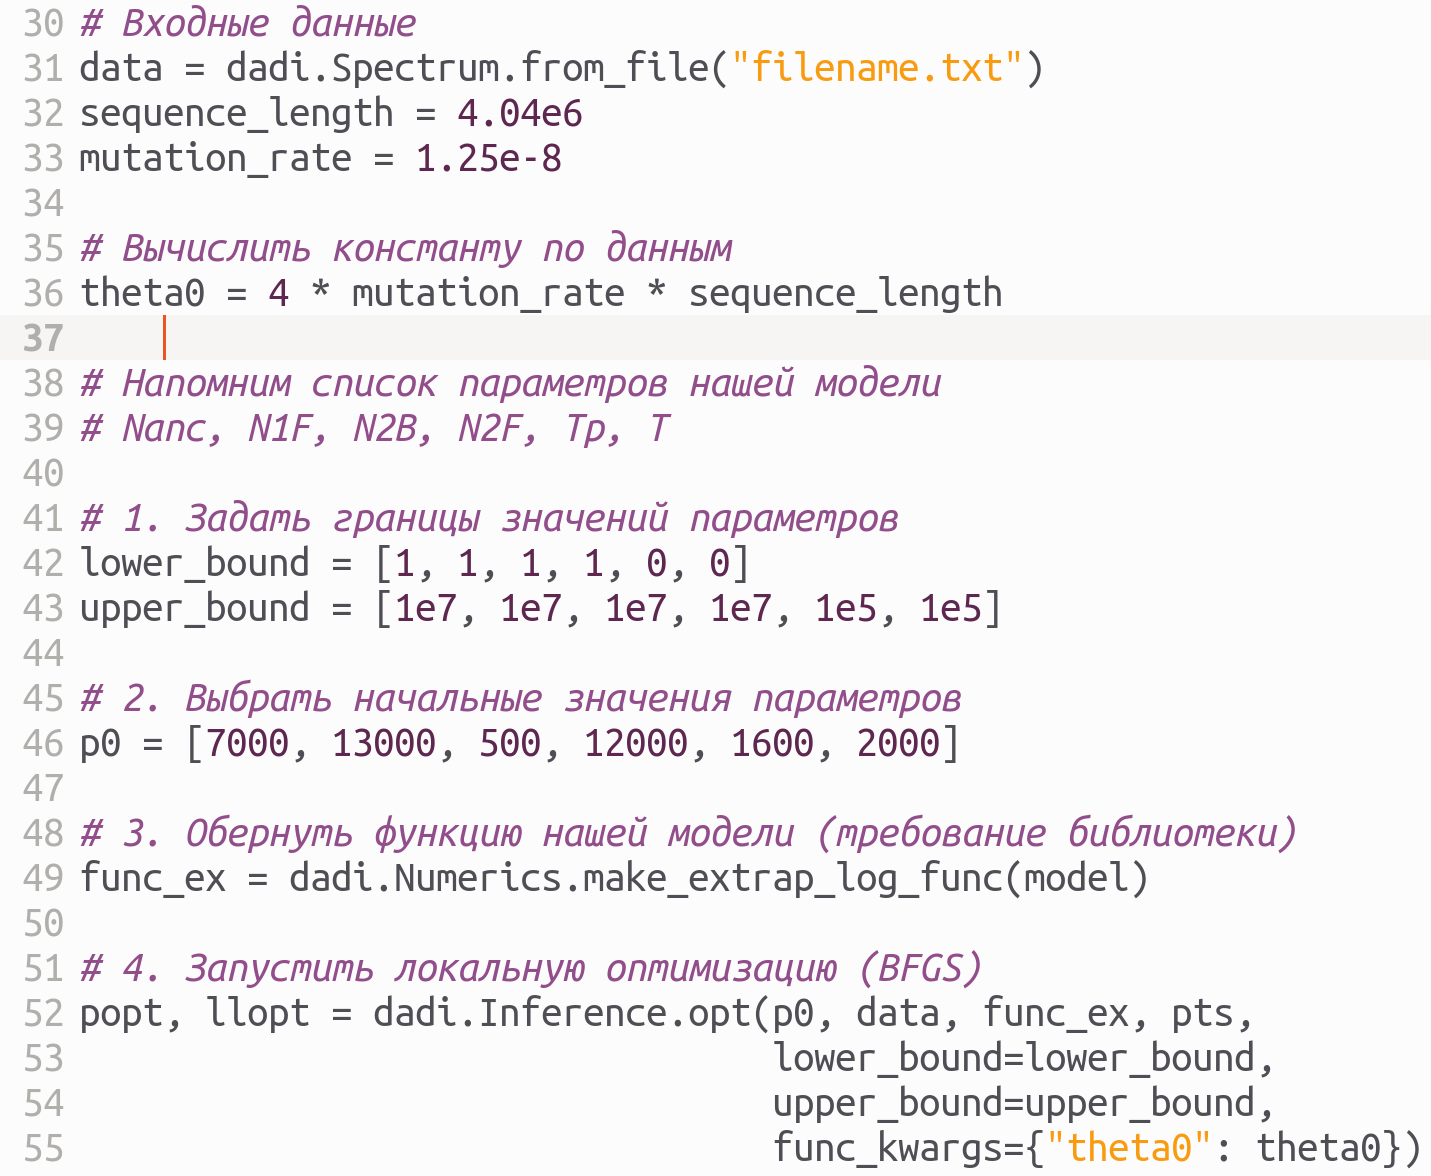 30 # Входные данные
31 data = dadi.Spectrum.from_file("filename.txt")
32 sequence_length = 4.04e6
33 mutation_rate = 1.25e-8
34
35 # Вычислить константу по данным
36 theta0 = 4 * mutation_rate * sequence_length
37
38 # Напомним список параметров нашей модели
39 # Nanc, N1F, N2B, N2F, Tp, T
40
41 # 1. Задать границы значений параметров
42 lower_bound = [1, 1, 1, 1, 0, 0]
43 upper_bound = [1e7, 1e7, 1e7, 1e7, 1e5, 1e5]
44
45 # 2. Выбрать начальные значения параметров
46 p0 = [7000, 13000, 500, 12000, 1600, 2000]
47
48 # 3. Обернуть функцию нашей модели (требование библиотеки)
49 func_ex = dadi.Numerics.make_extrap_log_func(model)
50
51 # 4. Запустить локальную оптимизацию (BFGS)
52 popt, llopt = dadi.Inference.opt(p0, data, func_ex, pts,
53                                  lower_bound=lower_bound,
54                                  upper_bound=upper_bound,
55                                  func_kwargs={"theta0": theta0})